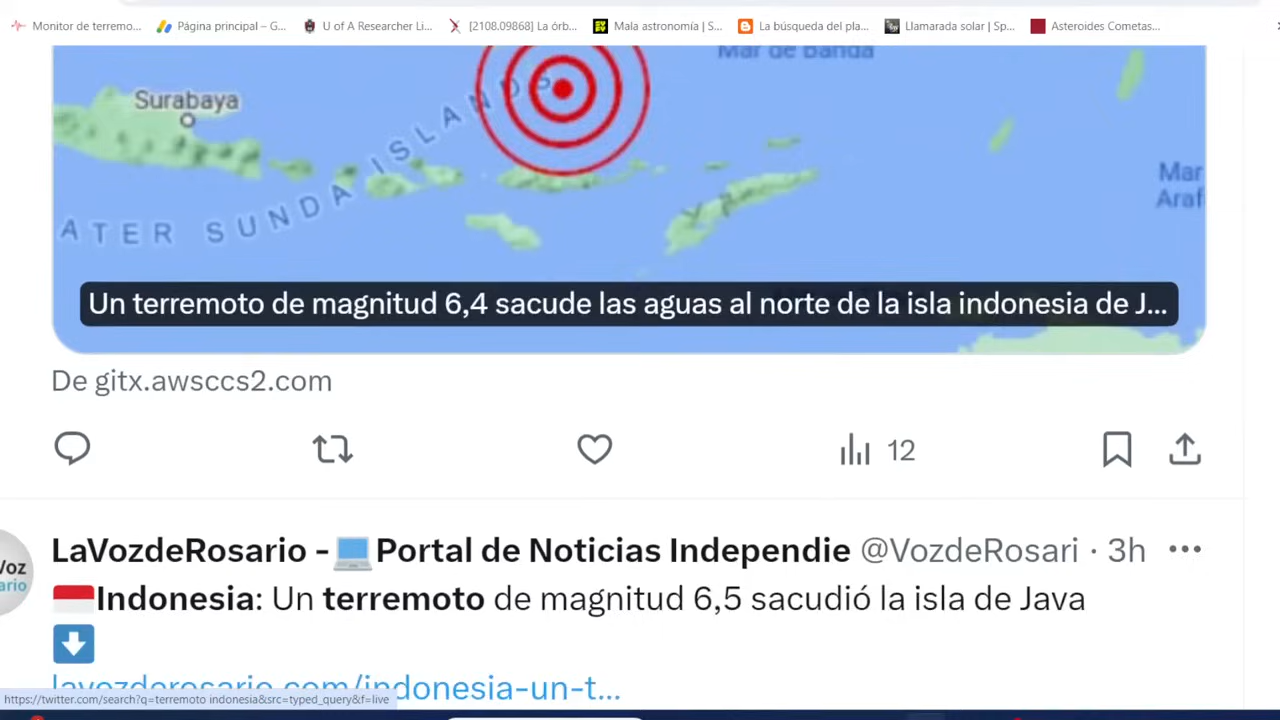 Monitor de terremo... Página principal – G... U of A Researcher Li... [2108.09868] La órb... Mala astronomía | S... La búsqueda del pla... Llamarada solar | Sp... Asteroides Cometas...
Mar de Banda
Surabaya
ATER SUNDA ISLANDS
Mar
Araf
Un terremoto de magnitud 6,4 sacude las aguas al norte de la isla indonesia de J...
De gitx.awsccs2.com
12
LaVozdeRosario - 💻Portal de Noticias Independie @VozdeRosari · 3h
Voz
ario
🇮🇩Indonesia: Un terremoto de magnitud 6,5 sacudió la isla de Java
⬇️
lavozderosario.com/indonesia-un-t...
https://twitter.com/search?q=terremoto indonesia&src=typed_query&f=live